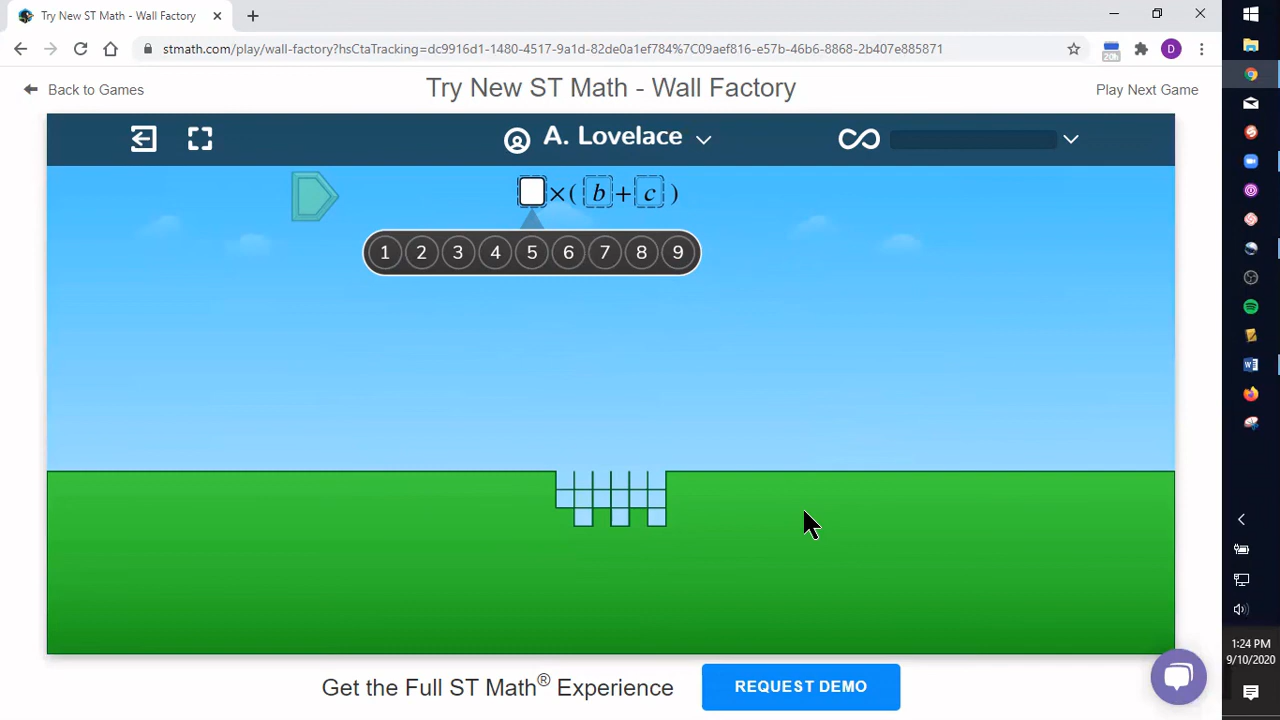 Try New ST Math - Wall Factory
stmath.com/play/wall-factory?hsCtaTracking=dc9916d1-1480-4517-9a1d-82de0a1ef784%7C09aef816-e57b-46b6-8868-2b407e885871
20h
D
Back to Games
Try New ST Math - Wall Factory
Play Next Game
A. Lovelace
×( b + c )
1 2 3 4 5 6 7 8 9
Get the Full ST Math® Experience
REQUEST DEMO
1:24 PM
9/10/2020